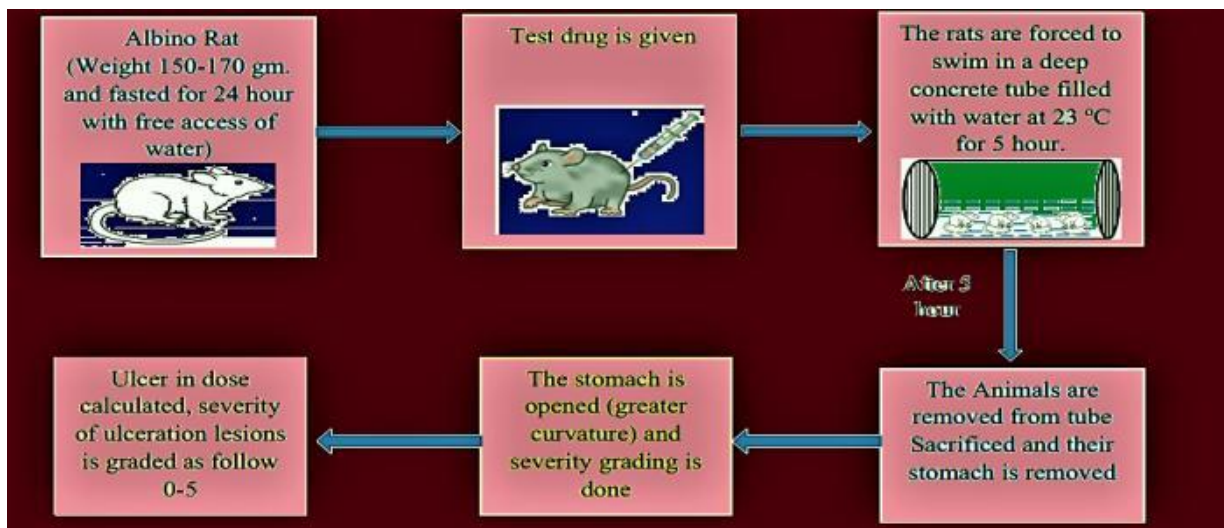 Albino Rat
(Weight 150-170 gm.
and fasted for 24 hour
with free access of
water)
Test drug is given
The rats are forced to
swim in a deep
concrete tube filled
with water at 23 ºC
for 5 hour.
After 5
hour
The Animals are
removed from tube
Sacrificed and their
stomach is removed
The stomach is
opened (greater
curvature) and
severity grading is
done
Ulcer in dose
calculated, severity
of ulceration lesions
is graded as follow
0-5